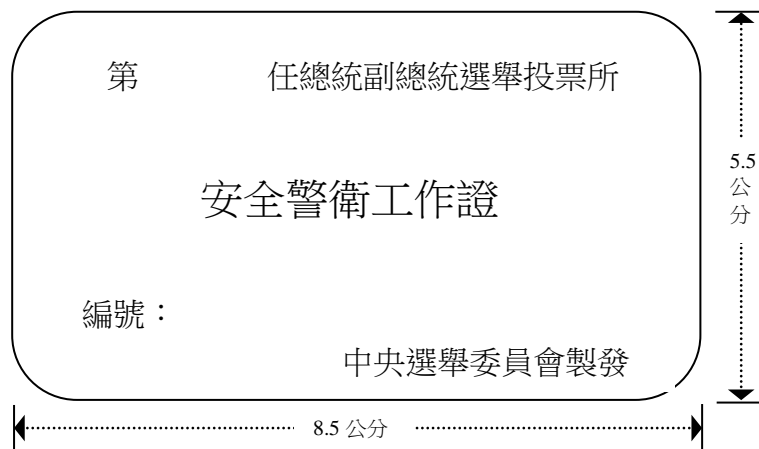 第　　　　任總統副總統選舉投票所
安全警衛工作證
編號：
中央選舉委員會製發
5.5
公
分
8.5 公分